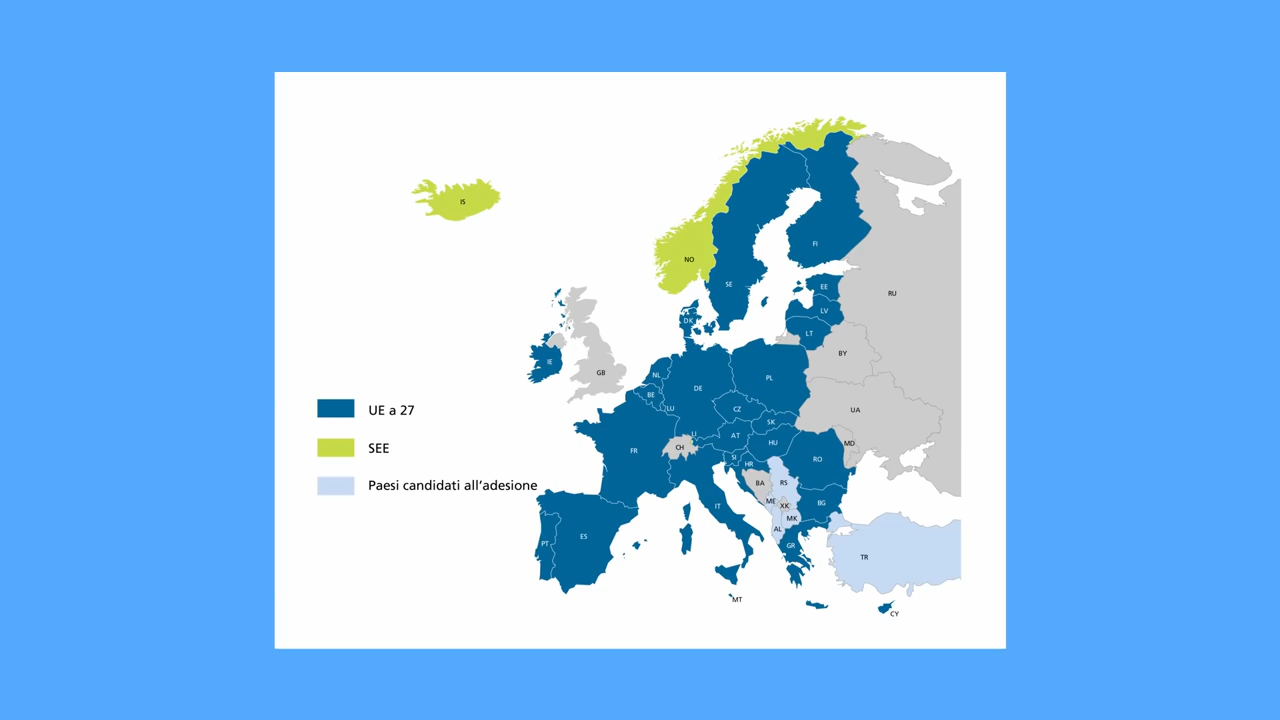 IS
NO
FI
SE
EE
RU
LV
DK
LT
BY
IE
GB
NL
PL
BE
DE
UE a 27
LU
CZ
UA
SK
LI
AT
HU
MD
SEE
CH
FR
SI
HR
RO
Paesi candidati all'adesione
BA
RS
ME
XK
BG
IT
MK
AL
ES
PT
GR
TR
MT
CY